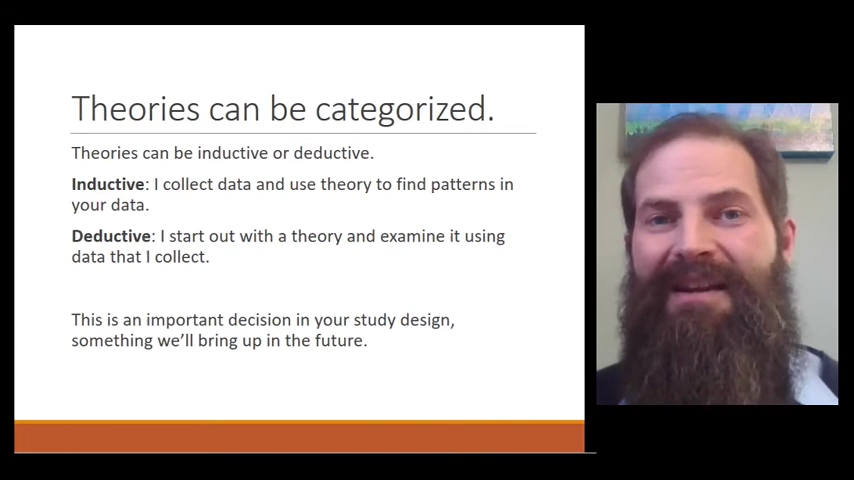 Theories can be categorized.
Theories can be inductive or deductive.
Inductive: I collect data and use theory to find patterns in
your data.
Deductive: I start out with a theory and examine it using
data that I collect.
This is an important decision in your study design,
something we’ll bring up in the future.